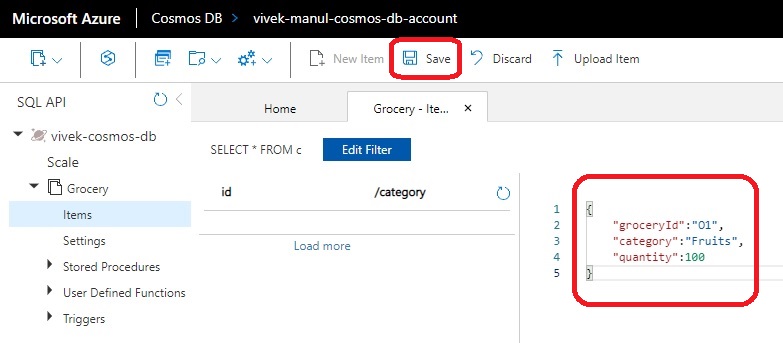 Microsoft Azure Cosmos DB > vivek-manul-cosmos-db-account
New Item Save Discard Upload Item
SQL API
Home Grocery - Ite... ×
vivek-cosmos-db
SELECT * FROM c Edit Filter
Scale
Grocery
id /category
Items
Settings
Load more
Stored Procedures
User Defined Functions
Triggers
1 {
2 "groceryId":"O1",
3 "category":"Fruits",
4 "quantity":100
5 }